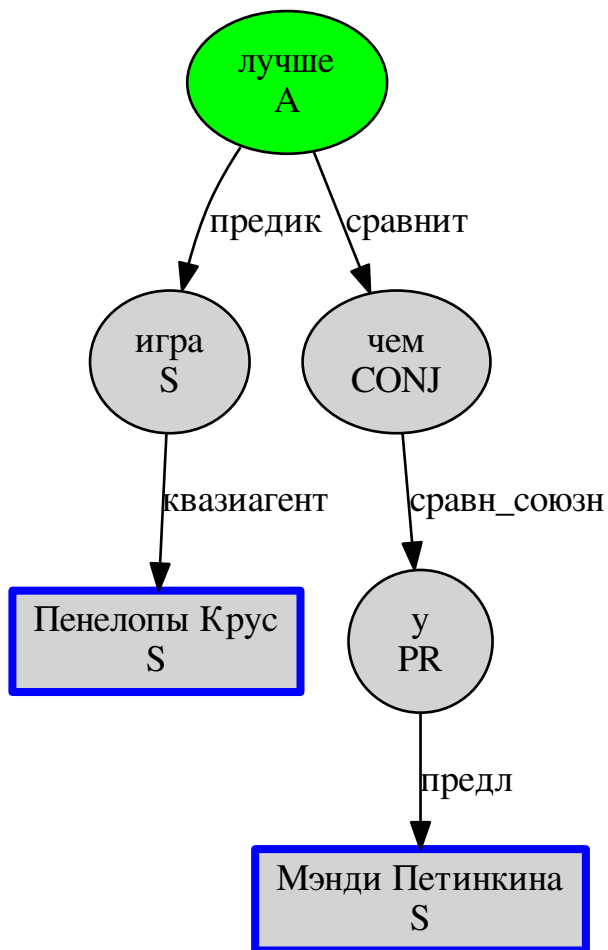 лучше
A
предик
сравнит
игра
S
чем
CONJ
квазиагент
сравн_союзн
Пенелопы Крус
S
у
PR
предл
Мэнди Петинкина
S